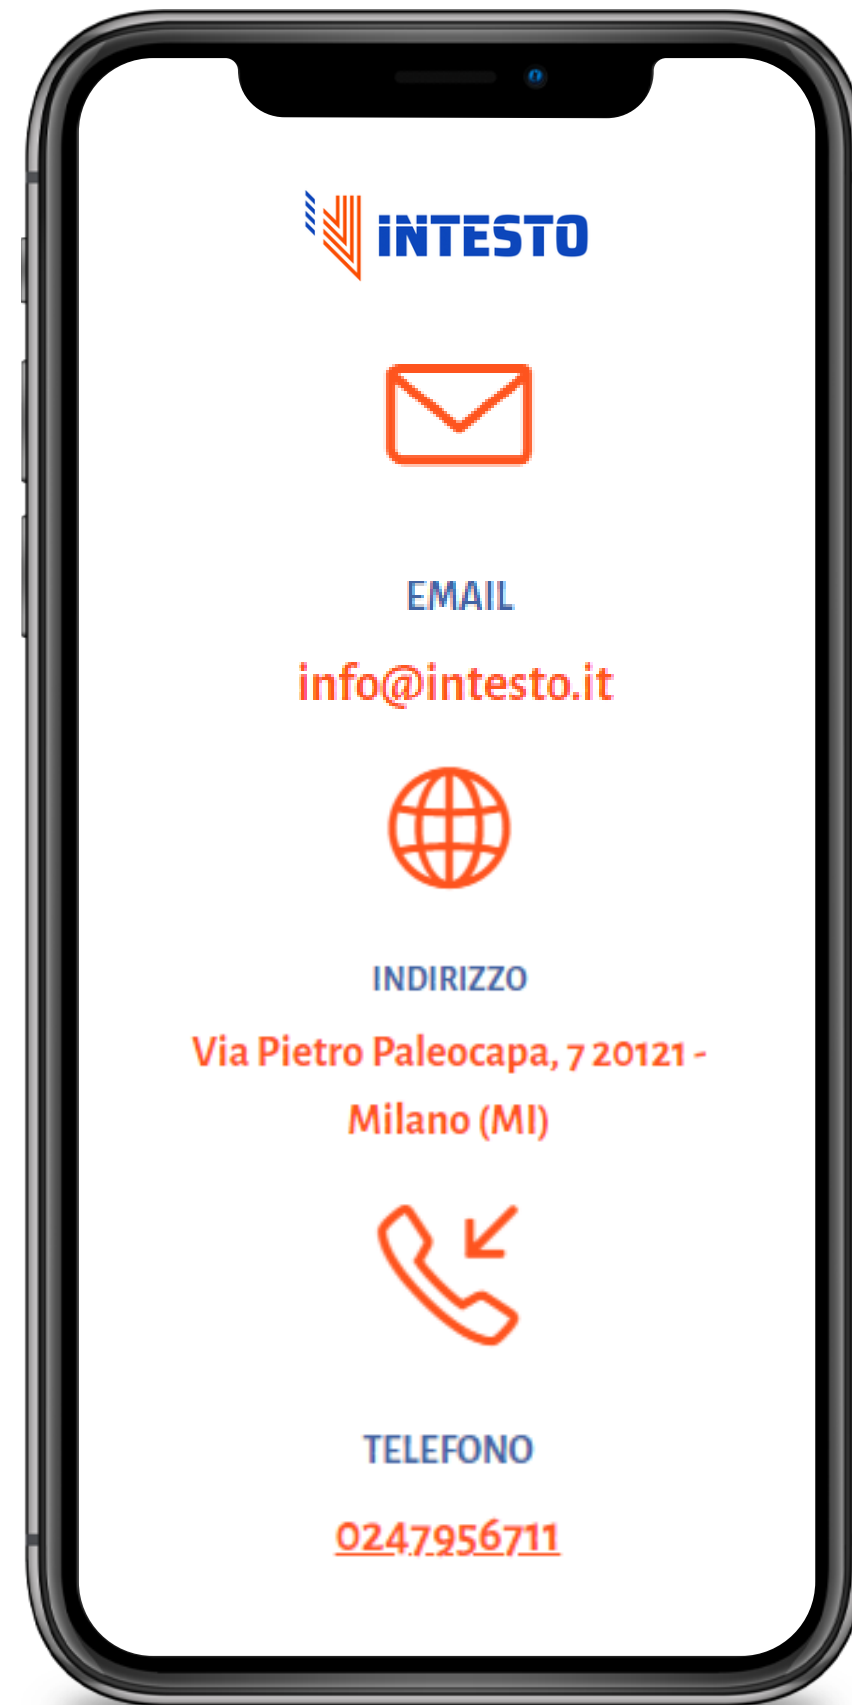 INTESTO
EMAIL
info@intesto.it
INDIRIZZO
Via Pietro Paleocapa, 7 20121 -
Milano (MI)
TELEFONO
0247956711